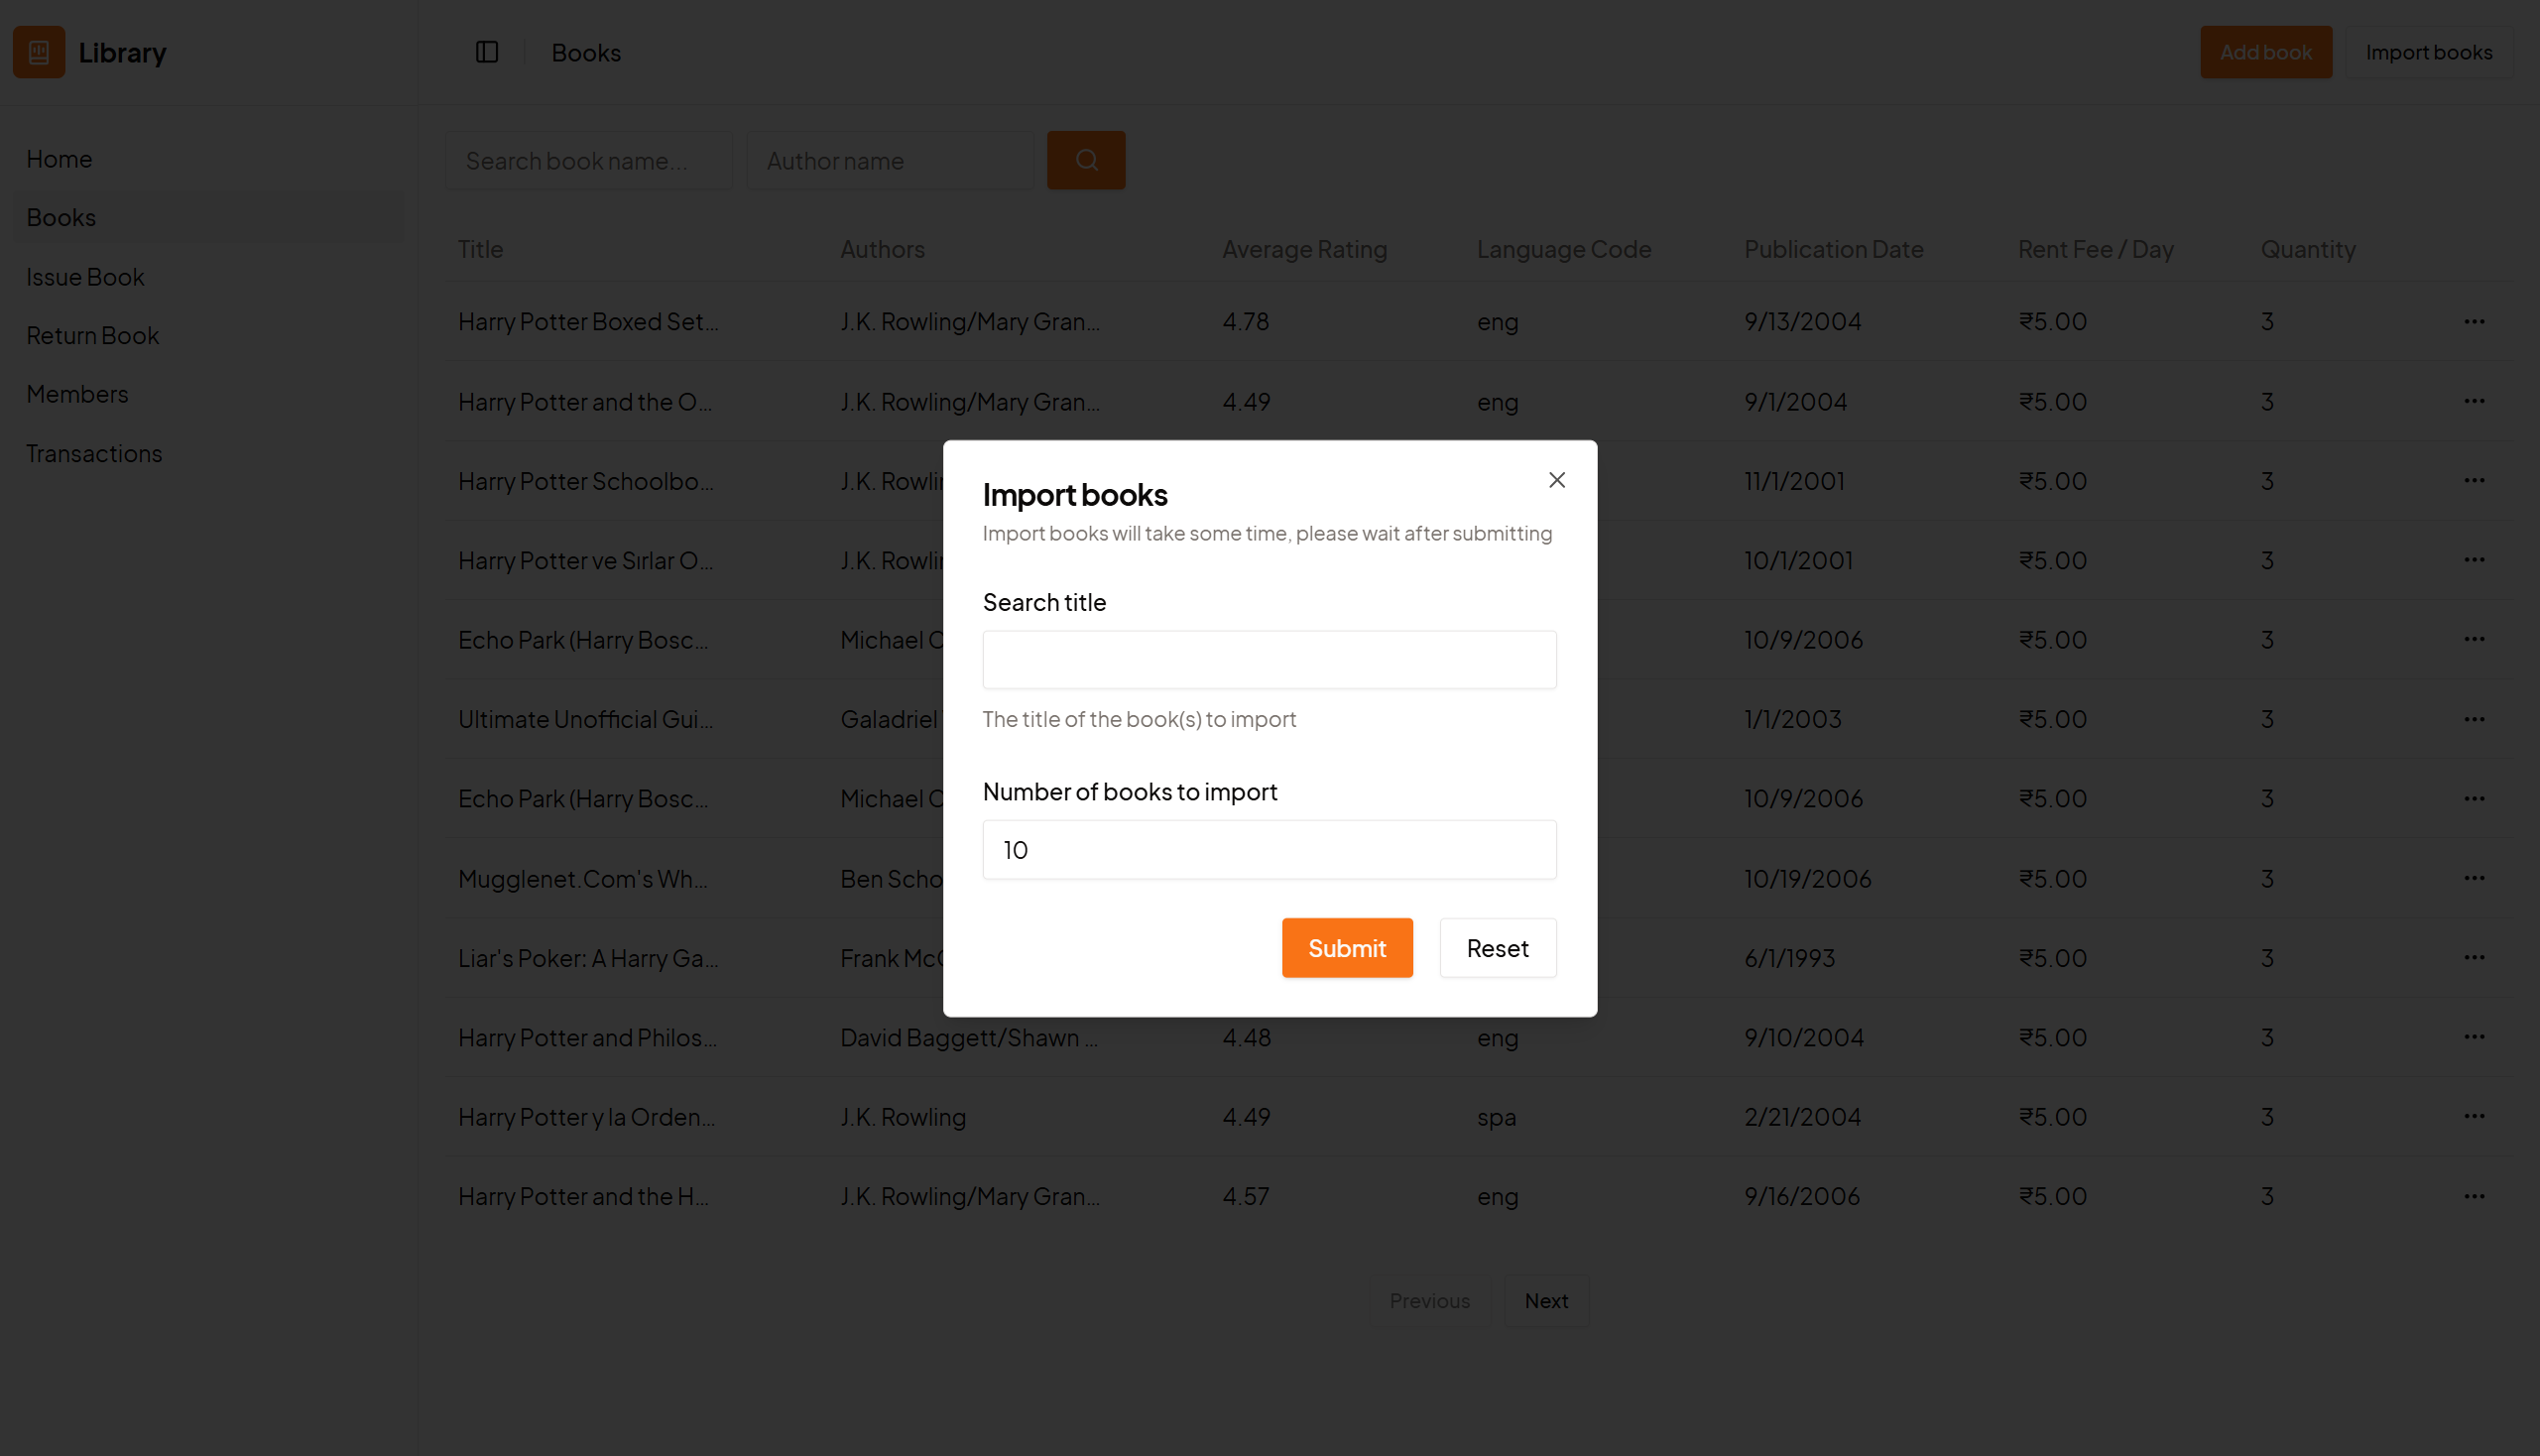 Library
Books
Add book
Import books
Home
Books
Issue Book
Return Book
Members
Transactions
Search book name...
Author name
Title Authors Average Rating Language Code Publication Date Rent Fee / Day Quantity
Harry Potter Boxed Set... J.K. Rowling/Mary Gran... 4.78 eng 9/13/2004 ₹5.00 3
Harry Potter and the O... J.K. Rowling/Mary Gran... 4.49 eng 9/1/2004 ₹5.00 3
Harry Potter Schoolbo... J.K. 11/1/2001 ₹5.00 3
Harry Potter ve Sırlar O... J.K. 10/1/2001 ₹5.00 3
Echo Park (Harry Bosc... Michael 10/9/2006 ₹5.00 3
Ultimate Unofficial Gui... Galadriel 1/1/2003 ₹5.00 3
Echo Park (Harry Bosc... Michael 10/9/2006 ₹5.00 3
Mugglenet.Com's Wh... Ben 10/19/2006 ₹5.00 3
Liar's Poker: A Harry Ga... Frank 6/1/1993 ₹5.00 3
Harry Potter and Philos... David Baggett/Shawn ... 4.48 eng 9/10/2004 ₹5.00 3
Harry Potter y la Orden... J.K. Rowling 4.49 spa 2/21/2004 ₹5.00 3
Harry Potter and the H... J.K. Rowling/Mary Gran... 4.57 eng 9/16/2006 ₹5.00 3
Previous
Next
Import books
Import books will take some time, please wait after submitting
Search title
The title of the book(s) to import
Number of books to import
10
Submit
Reset